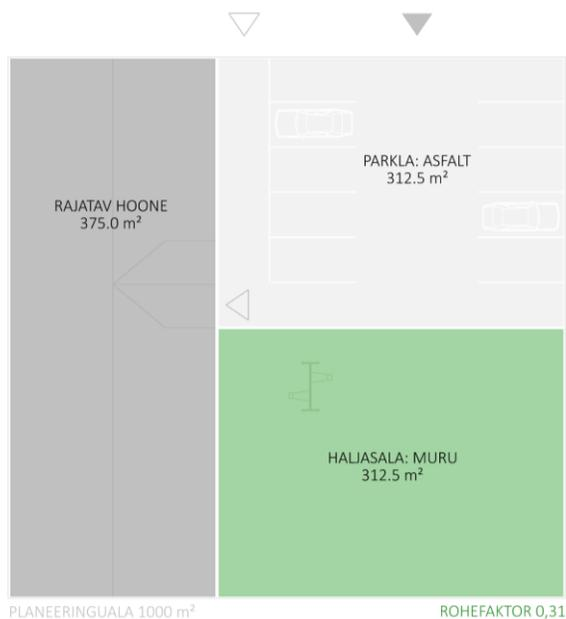 RAJATAV HOONE
375.0 m²
PARKLA: ASFALT
312.5 m²
HALJASALA: MURU
312.5 m²
PLANEERINGUALA 1000 m²
ROHEFAKTOR 0,31